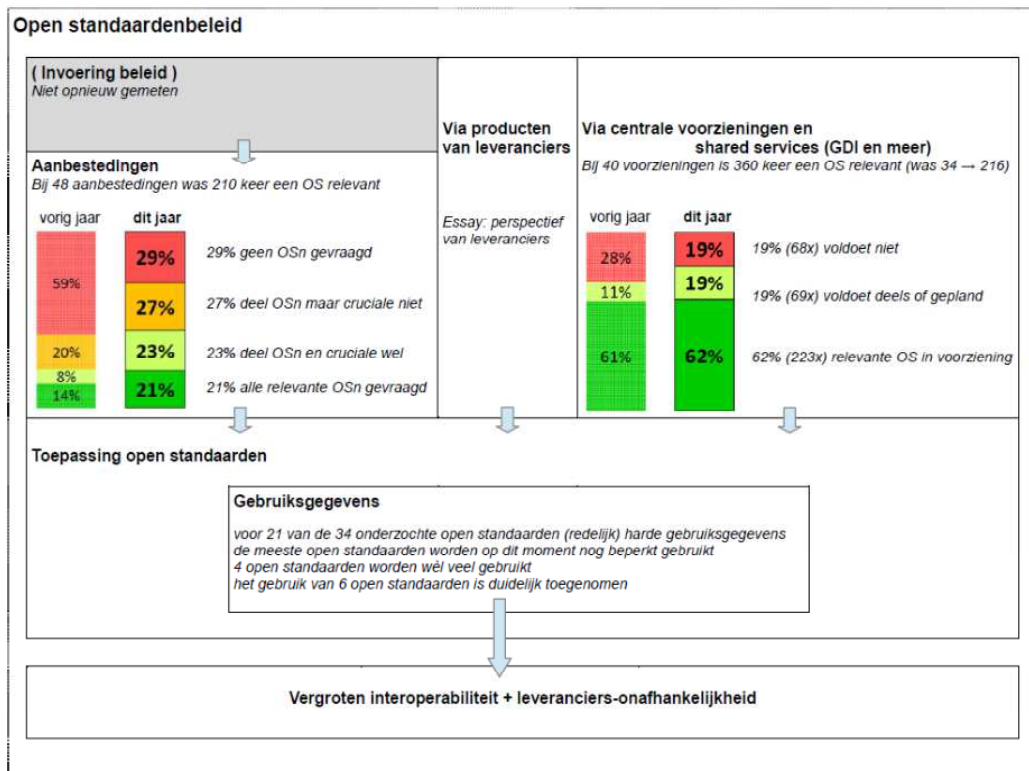 Open standaardenbeleid
( Invoering beleid )
Niet opnieuw gemeten
Aanbestedingen
Bij 48 aanbestedingen was 210 keer een OS relevant
vorig jaar
dit jaar
59%
20%
8%
14%
29%
27%
23%
21%
29% geen OSn gevraagd
27% deel OSn maar cruciale niet
23% deel OSn en cruciale wel
21% alle relevante OSn gevraagd
Via producten
van leveranciers
Essay: perspectief
van leveranciers
Via centrale voorzieningen en
shared services (GDI en meer)
Bij 40 voorzieningen is 360 keer een OS relevant (was 34 → 216)
vorig jaar
dit jaar
28%
11%
61%
19%
19%
62%
19% (68x) voldoet niet
19% (69x) voldoet deels of gepland
62% (223x) relevante OS in voorziening
Toepassing open standaarden
Gebruiksgegevens
voor 21 van de 34 onderzochte open standaarden (redelijk) harde gebruiksgegevens
de meeste open standaarden worden op dit moment nog beperkt gebruikt
4 open standaarden worden wèl veel gebruikt
het gebruik van 6 open standaarden is duidelijk toegenomen
Vergroten interoperabiliteit + leveranciers-onafhankelijkheid